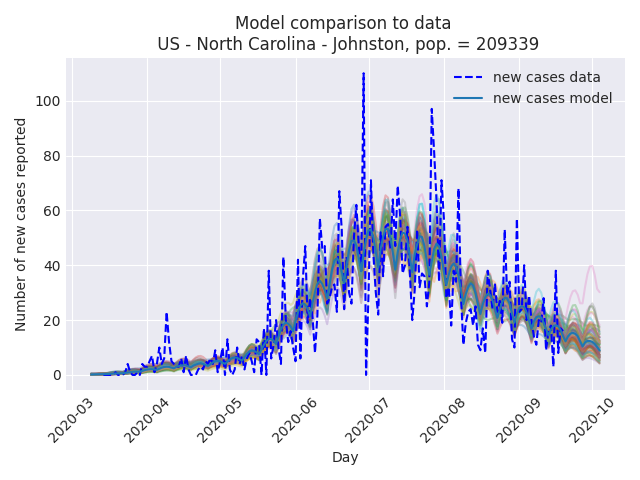 Model comparison to data
US - North Carolina - Johnston, pop. = 209339
new cases data
new cases model
Number of new cases reported
100
80
60
40
20
0
2020-03
2020-04
2020-05
2020-06
2020-07
2020-08
2020-09
2020-10
Day